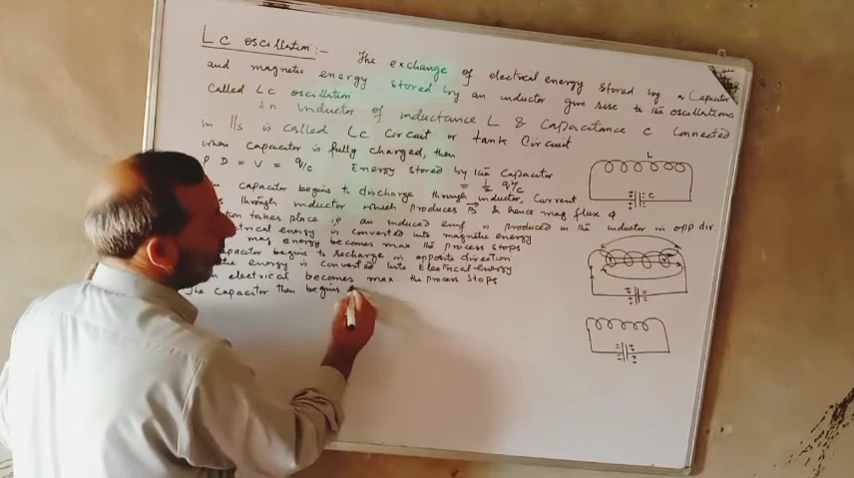 LC oscillation:- The exchange of electrical energy stored by a Capacitor
and magnetic energy stored by an inductor give rise to the oscillations
called LC oscillation
An inductor of inductance L & Capacitance C connected
in ||s is called LC Circuit or tank Circuit
when capacitor is fully charged, then
P D = V = q/c Energy stored by the Capacitor
= 1/2 q²/c
capacitor begins to discharge through inductor, Current
through inductor which produces B & hence mag flux φ
takes place, an induced emf is produced in the inductor in opp dir
energy is converted into magnetic energy
mag energy becomes max the process stops
capacitor begins to recharge in opposite direction
the energy is converted into Electrical energy
electrical becomes max the process stops
The Capacitor then begins
L
C